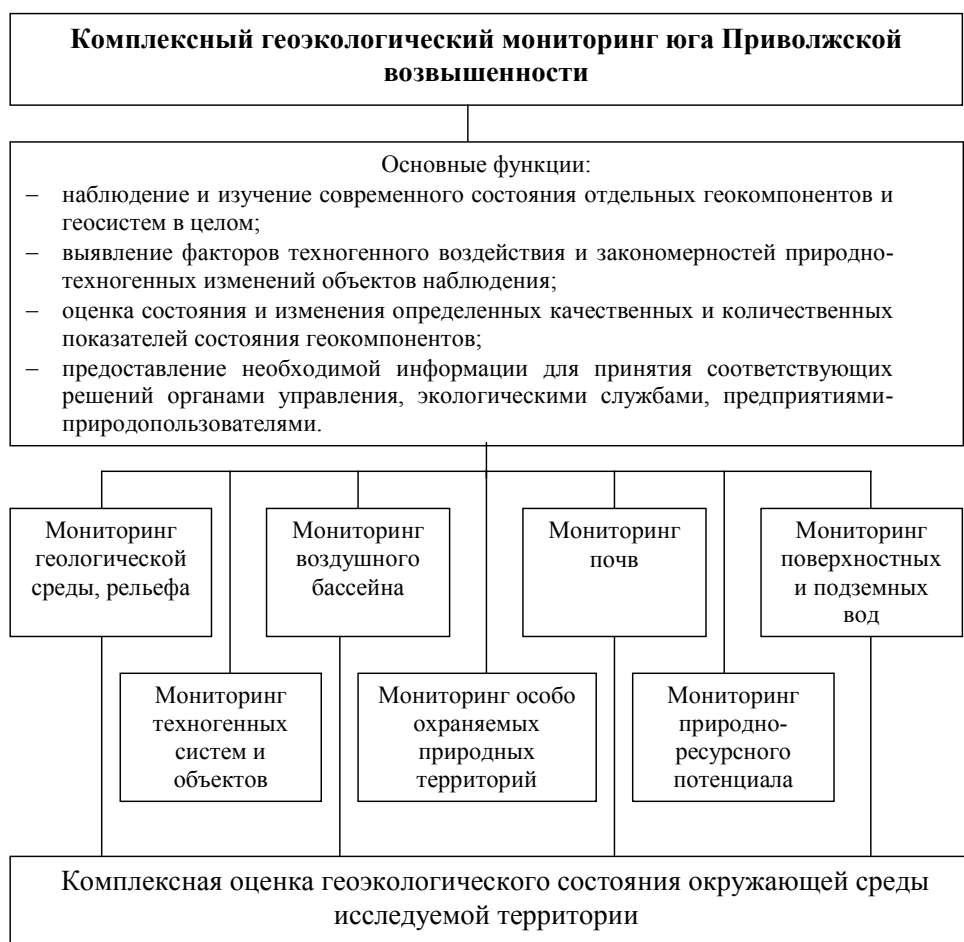 Комплексный геоэкологический мониторинг юга Приволжской
возвышенности
Основные функции:
– наблюдение и изучение современного состояния отдельных геокомпонентов и
геосистем в целом;
– выявление факторов техногенного воздействия и закономерностей природно-
техногенных изменений объектов наблюдения;
– оценка состояния и изменения определенных качественных и количественных
показателей состояния геокомпонентов;
– предоставление необходимой информации для принятия соответствующих
решений органами управления, экологическими службами, предприятиями-
природопользователями.
Мониторинг
геологической
среды, рельефа
Мониторинг
воздушного
бассейна
Мониторинг
почв
Мониторинг
поверхностных
и подземных
вод
Мониторинг
техногенных
систем и
объектов
Мониторинг особо
охраняемых
природных
территорий
Мониторинг
природно-
ресурсного
потенциала
Комплексная оценка геоэкологического состояния окружающей среды
исследуемой территории